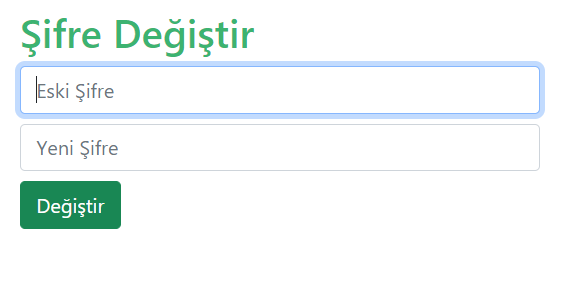 Şifre Değiştir
Eski Şifre
Yeni Şifre
Değiştir